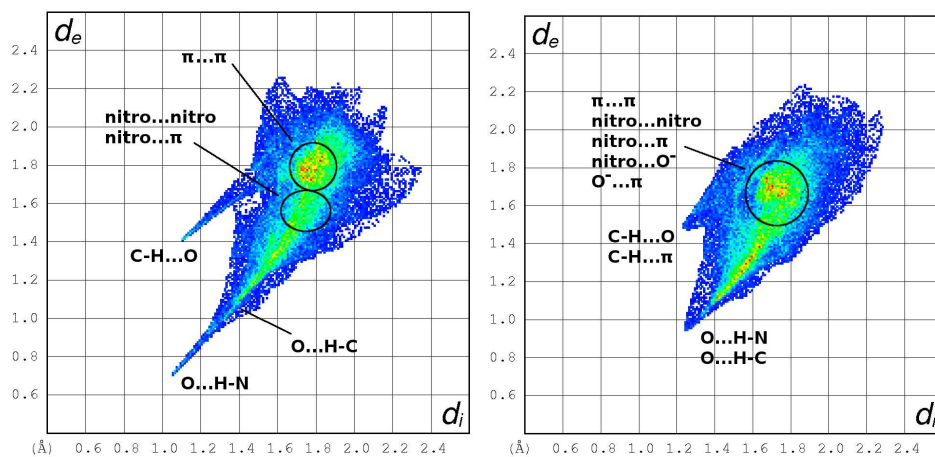 de
2.4
2.2
2.0
1.8
1.6
1.4
1.2
1.0
0.8
0.6
π...π
nitro...nitro
nitro...π
C-H...O
O...H-C
O...H-N
di
(Å) 0.6 0.8 1.0 1.2 1.4 1.6 1.8 2.0 2.2 2.4
de
2.4
2.2
2.0
1.8
1.6
1.4
1.2
1.0
0.8
0.6
π...π
nitro...nitro
nitro...π
nitro...O⁻
O⁻...π
C-H...O
C-H...π
O...H-N
O...H-C
di
(Å) 0.6 0.8 1.0 1.2 1.4 1.6 1.8 2.0 2.2 2.4